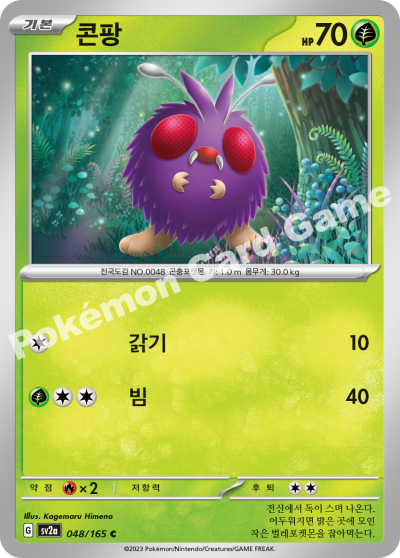 기본 콘팡 HP 70
전국도감 NO.0048 곤충포켓몬 키: 1.0 m 몸무게: 30.0 kg
Pokémon Card Game
갉기 10
빔 40
약점 ×2 저항력 후퇴
Illus. Kagemaru Himeno
G sv2a 048/165 C
전신에서 독이 스며 나온다.
어두워지면 밝은 곳에 모인
작은 벌레포켓몬을 잡아먹는다.
©2023 Pokémon/Nintendo/Creatures/GAME FREAK.